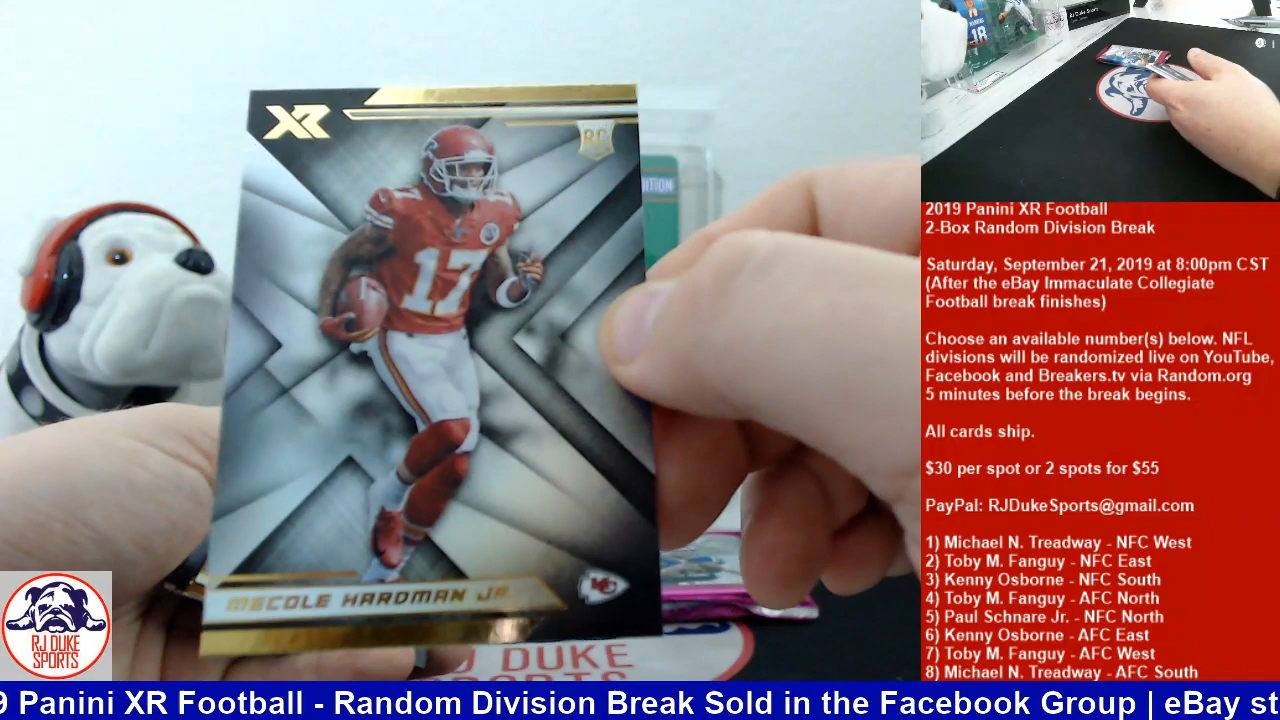 XR
RC
17
MECOLE HARDMAN JR.
KC
DITION
18
RJ Duke Sports
2019 Panini XR Football
2-Box Random Division Break
Saturday, September 21, 2019 at 8:00pm CST
(After the eBay Immaculate Collegiate
Football break finishes)
Choose an available number(s) below. NFL
divisions will be randomized live on YouTube,
Facebook and Breakers.tv via Random.org
5 minutes before the break begins.
All cards ship.
$30 per spot or 2 spots for $55
PayPal: RJDukeSports@gmail.com
1) Michael N. Treadway - NFC West
2) Toby M. Fanguy - NFC East
3) Kenny Osborne - NFC South
4) Toby M. Fanguy - AFC North
5) Paul Schnare Jr. - NFC North
6) Kenny Osborne - AFC East
7) Toby M. Fanguy - AFC West
8) Michael N. Treadway - AFC South
RJ DUKE
SPORTS
J DUKE
9 Panini XR Football - Random Division Break Sold in the Facebook Group | eBay st